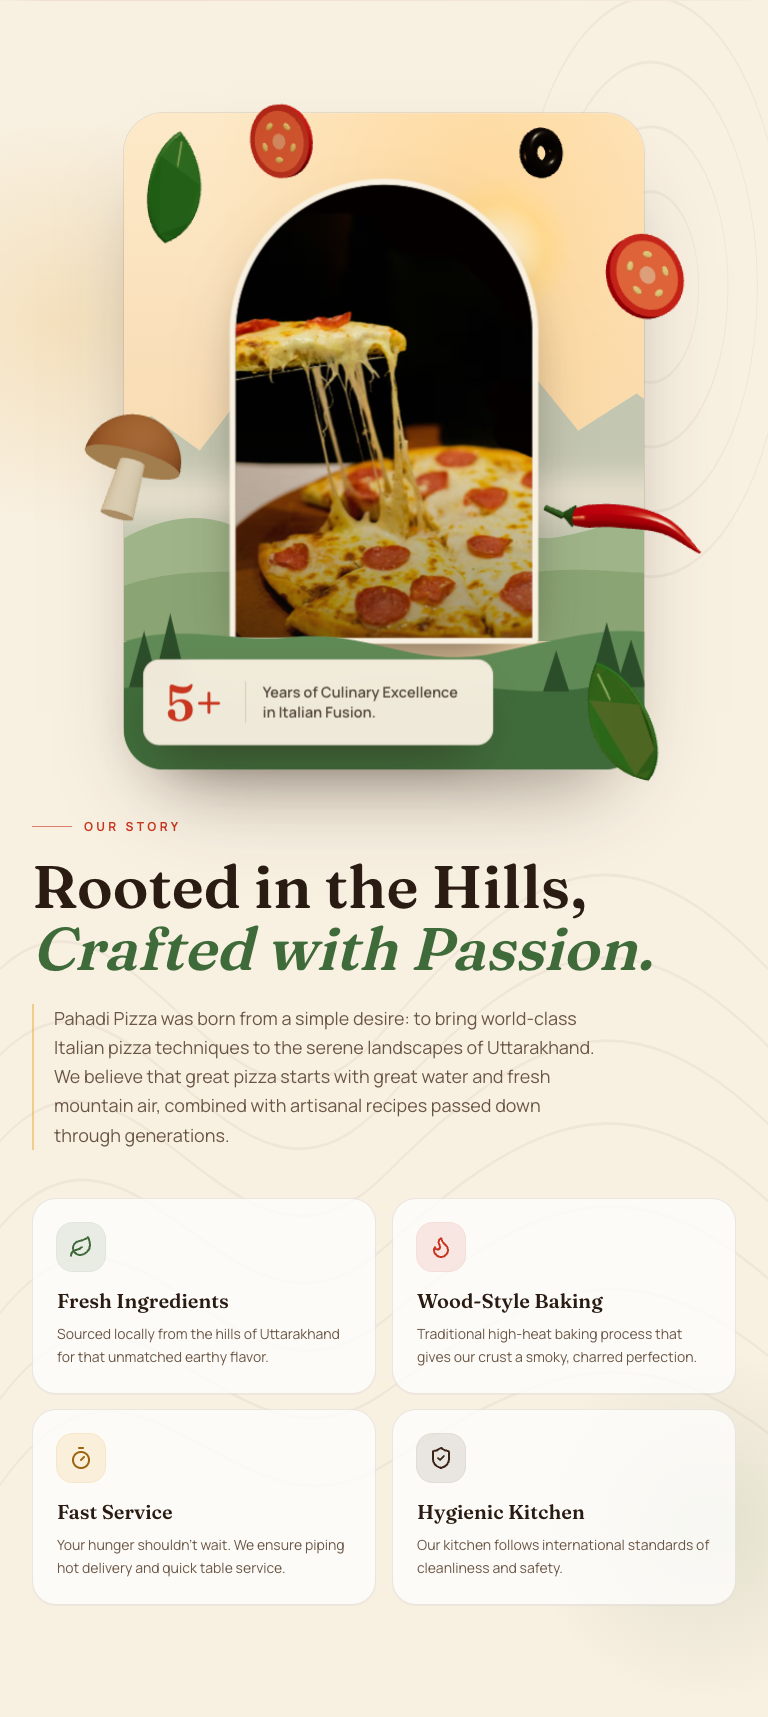 5+
Years of Culinary Excellence
in Italian Fusion.
OUR STORY
Rooted in the Hills,
Crafted with Passion.
Pahadi Pizza was born from a simple desire: to bring world-class
Italian pizza techniques to the serene landscapes of Uttarakhand.
We believe that great pizza starts with great water and fresh
mountain air, combined with artisanal recipes passed down
through generations.
Fresh Ingredients
Sourced locally from the hills of Uttarakhand
for that unmatched earthy flavor.
Wood-Style Baking
Traditional high-heat baking process that
gives our crust a smoky, charred perfection.
Fast Service
Your hunger shouldn't wait. We ensure piping
hot delivery and quick table service.
Hygienic Kitchen
Our kitchen follows international standards of
cleanliness and safety.